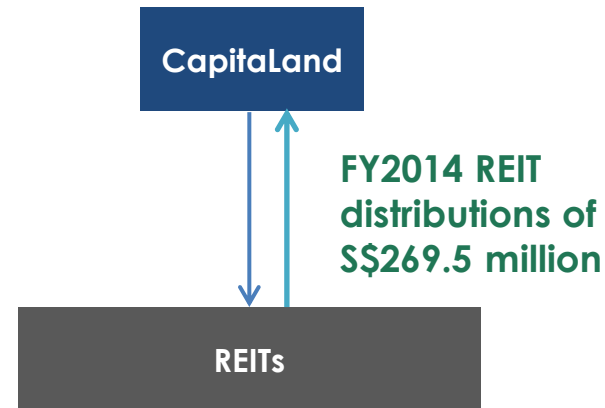 CapitaLand
FY2014 REIT
distributions of
S$269.5 million
REITs